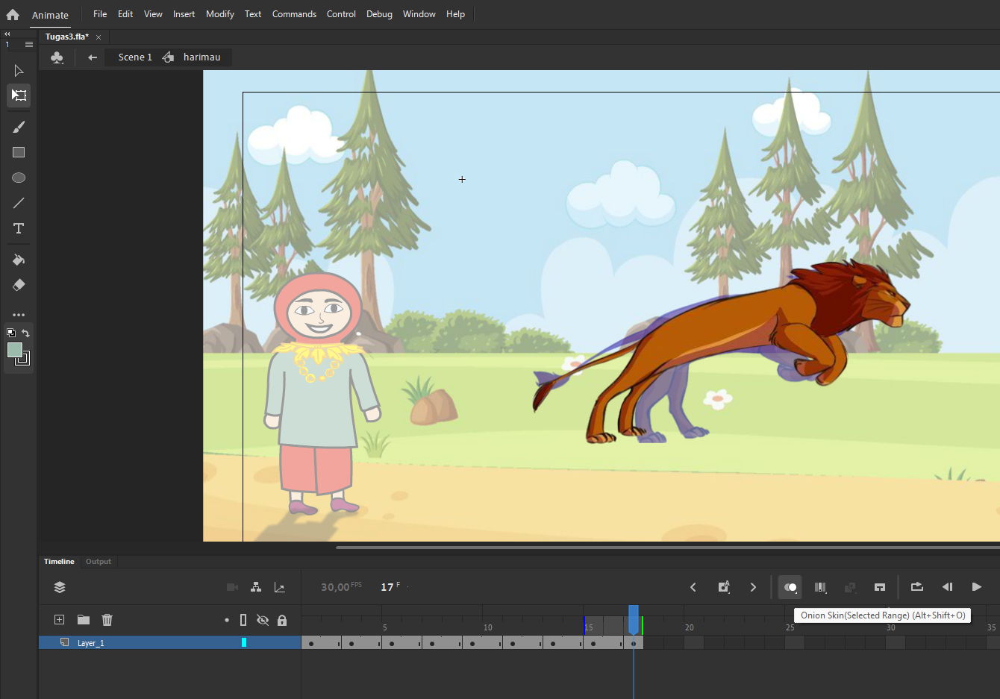 Animate File Edit View Insert Modify Text Commands Control Debug Window Help
Tugas3.fla* ×
1
Scene 1 harimau
T
Timeline Output
30,00 FPS 17 F
A
Onion Skin(Selected Range) (Alt+Shift+O)
5 10 15 20 25 30 35
Layer_1